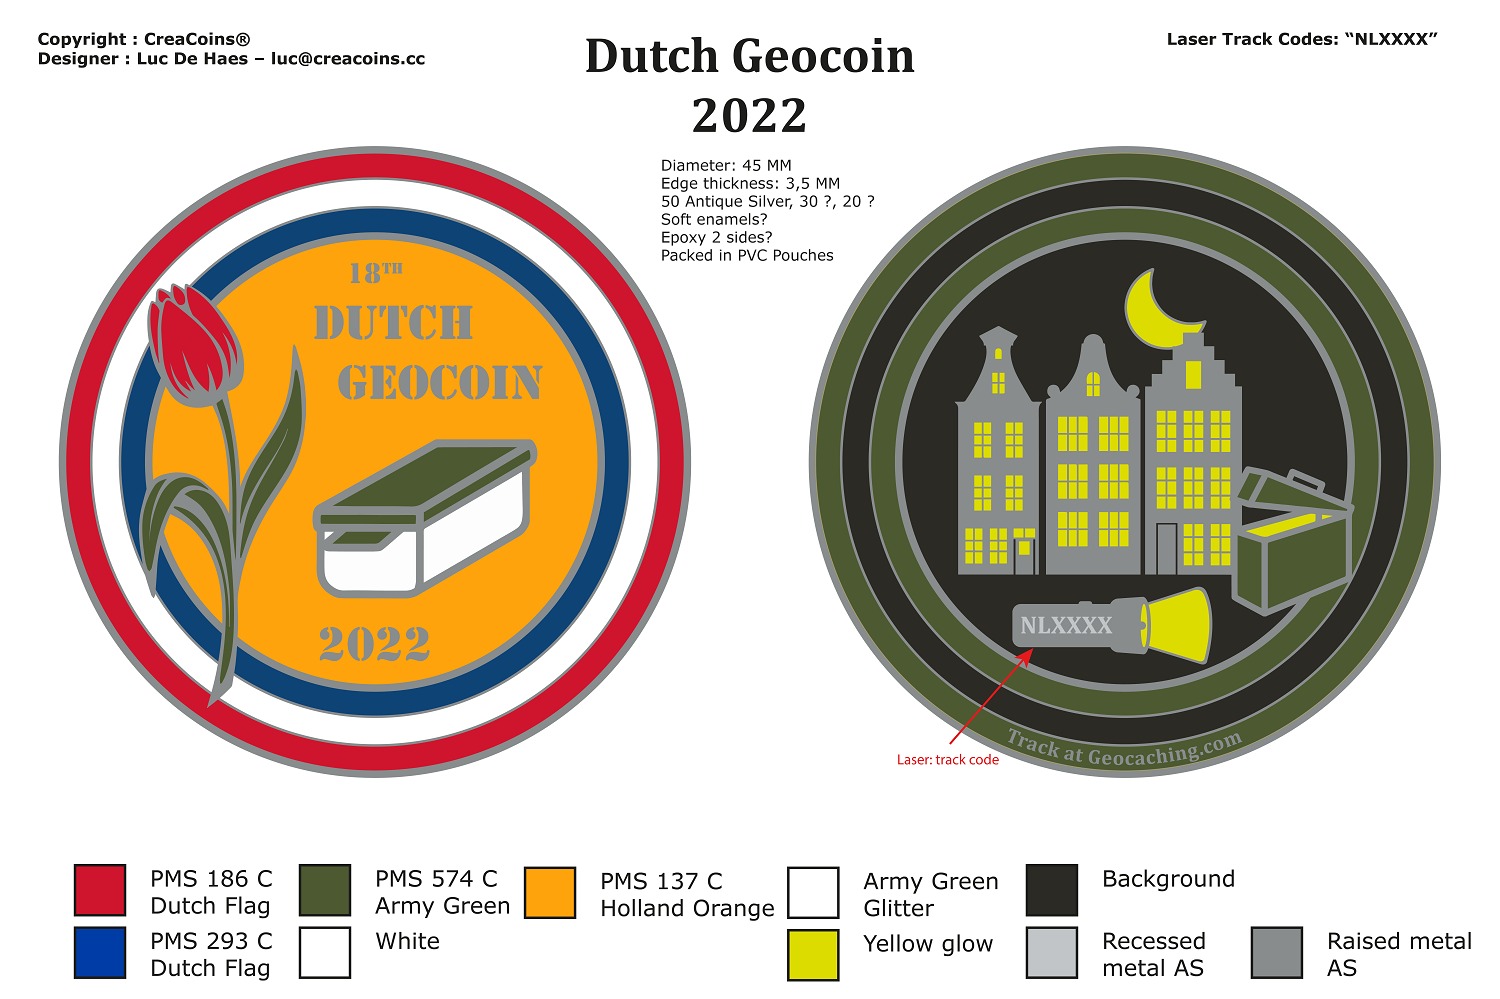 Copyright : CreaCoins®
Designer : Luc De Haes – luc@creacoins.cc
Dutch Geocoin
2022
Laser Track Codes: “NLXXXX”
Diameter: 45 MM
Edge thickness: 3,5 MM
50 Antique Silver, 30 ?, 20 ?
Soft enamels?
Epoxy 2 sides?
Packed in PVC Pouches
18TH
DUTCH
GEOCOIN
2022
NLXXXX
Track at Geocaching.com
Laser: track code
PMS 186 C
Dutch Flag
PMS 574 C
Army Green
PMS 137 C
Holland Orange
Army Green
Glitter
Background
PMS 293 C
Dutch Flag
White
Yellow glow
Recessed
metal AS
Raised metal
AS